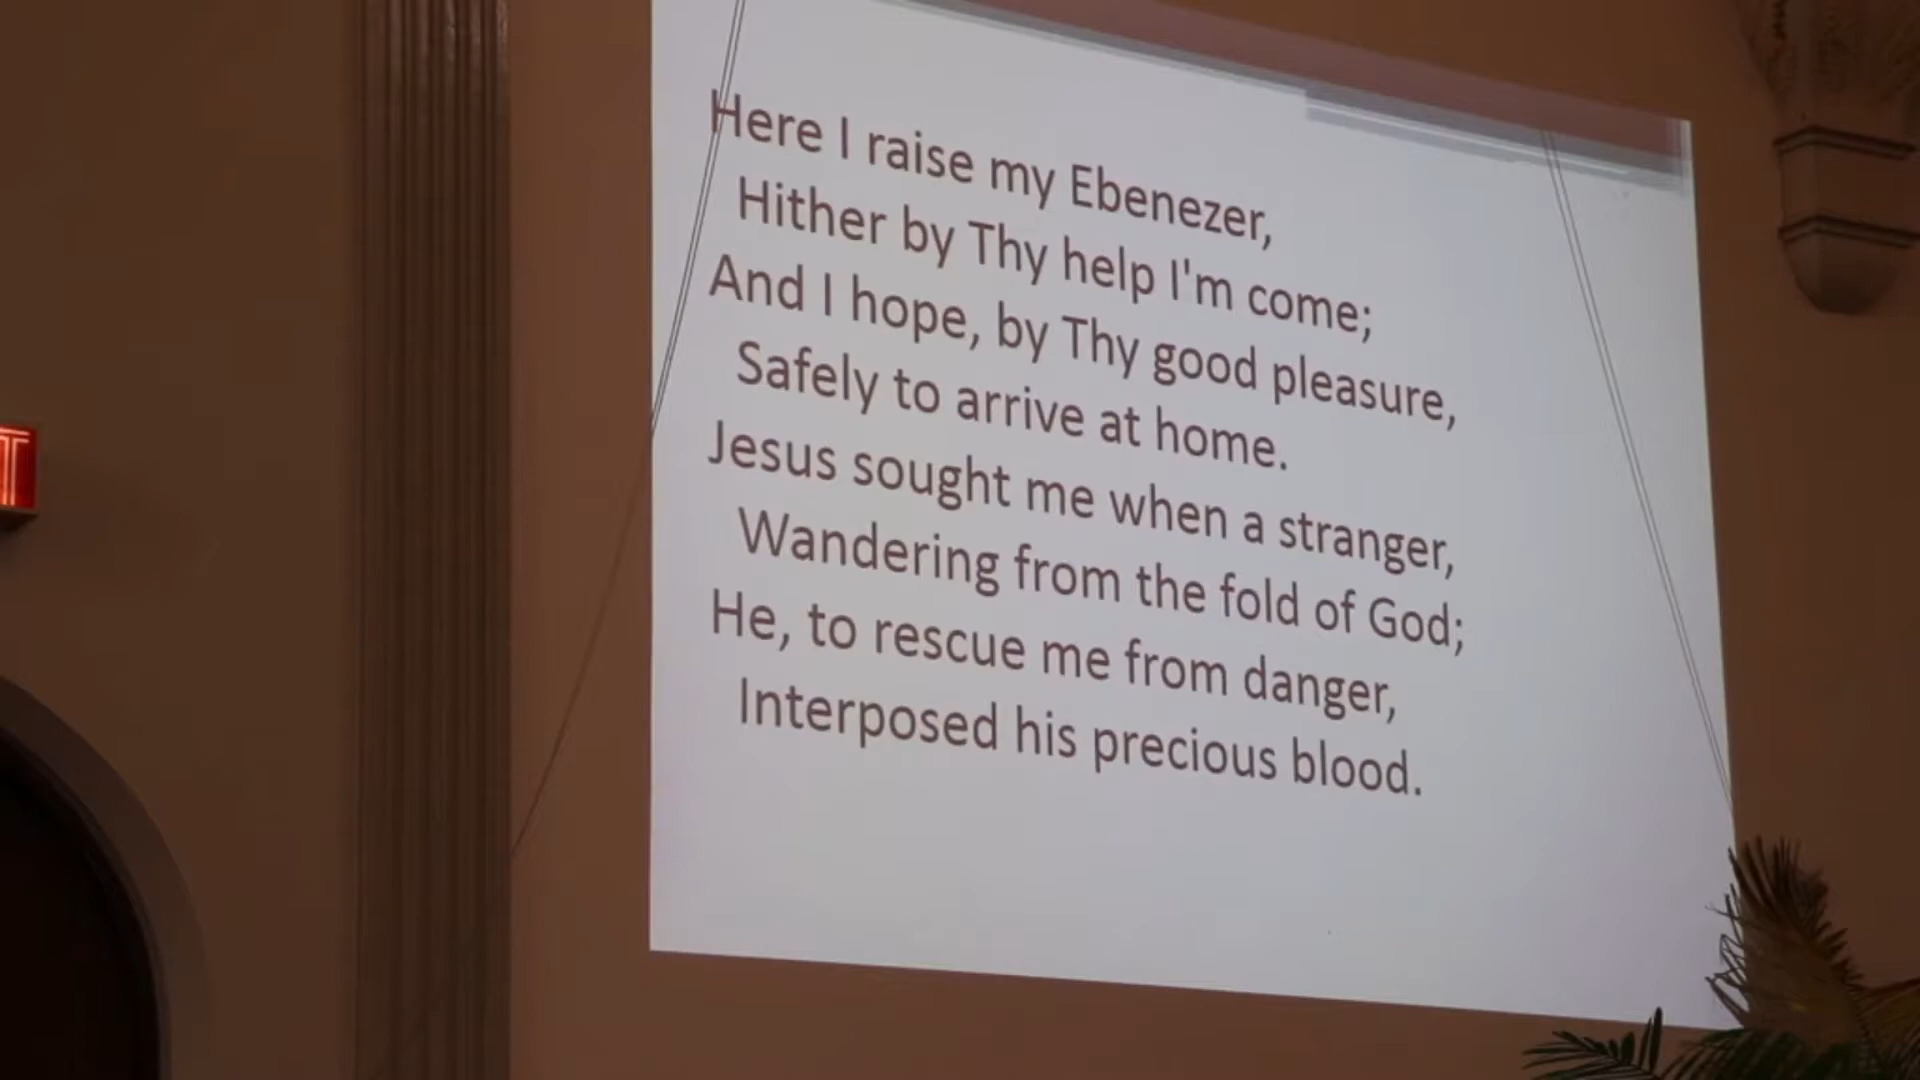 Here I raise my Ebenezer,
Hither by Thy help I'm come;
And I hope, by Thy good pleasure,
Safely to arrive at home.
Jesus sought me when a stranger,
Wandering from the fold of God;
He, to rescue me from danger,
Interposed his precious blood.
T